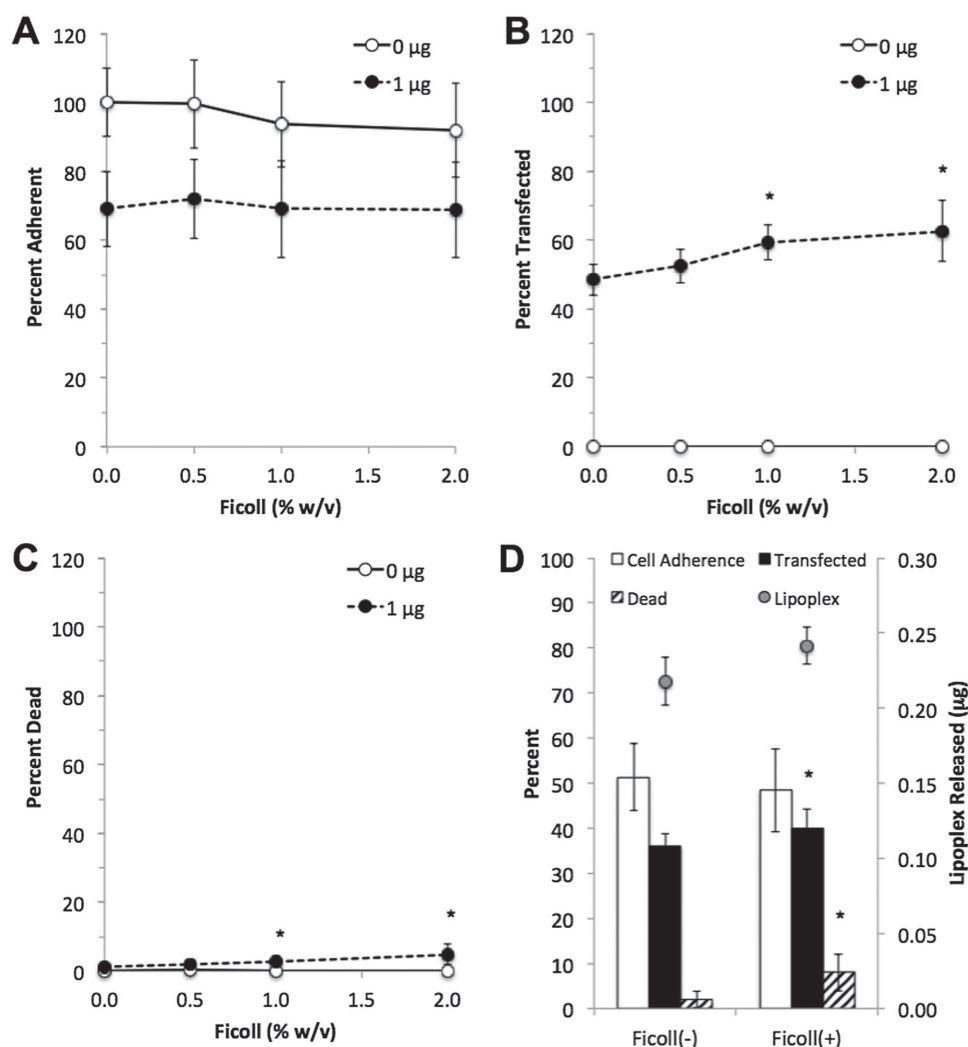 A
120
100
80
60
40
20
0
Percent Adherent
0 µg
1 µg
0.0 0.5 1.0 1.5 2.0
Ficoll (% w/v)
B
120
100
80
60
40
20
0
Percent Transfected
0 µg
1 µg
* *
0.0 0.5 1.0 1.5 2.0
Ficoll (% w/v)
C
120
100
80
60
40
20
0
Percent Dead
0 µg
1 µg
* *
0.0 0.5 1.0 1.5 2.0
Ficoll (% w/v)
D
100
90
80
70
60
50
40
30
20
10
0
Percent
Cell Adherence Transfected
Dead Lipoplex
*
*
0.30
0.25
0.20
0.15
0.10
0.05
0.00
Lipoplex Released (µg)
Ficoll(-) Ficoll(+)